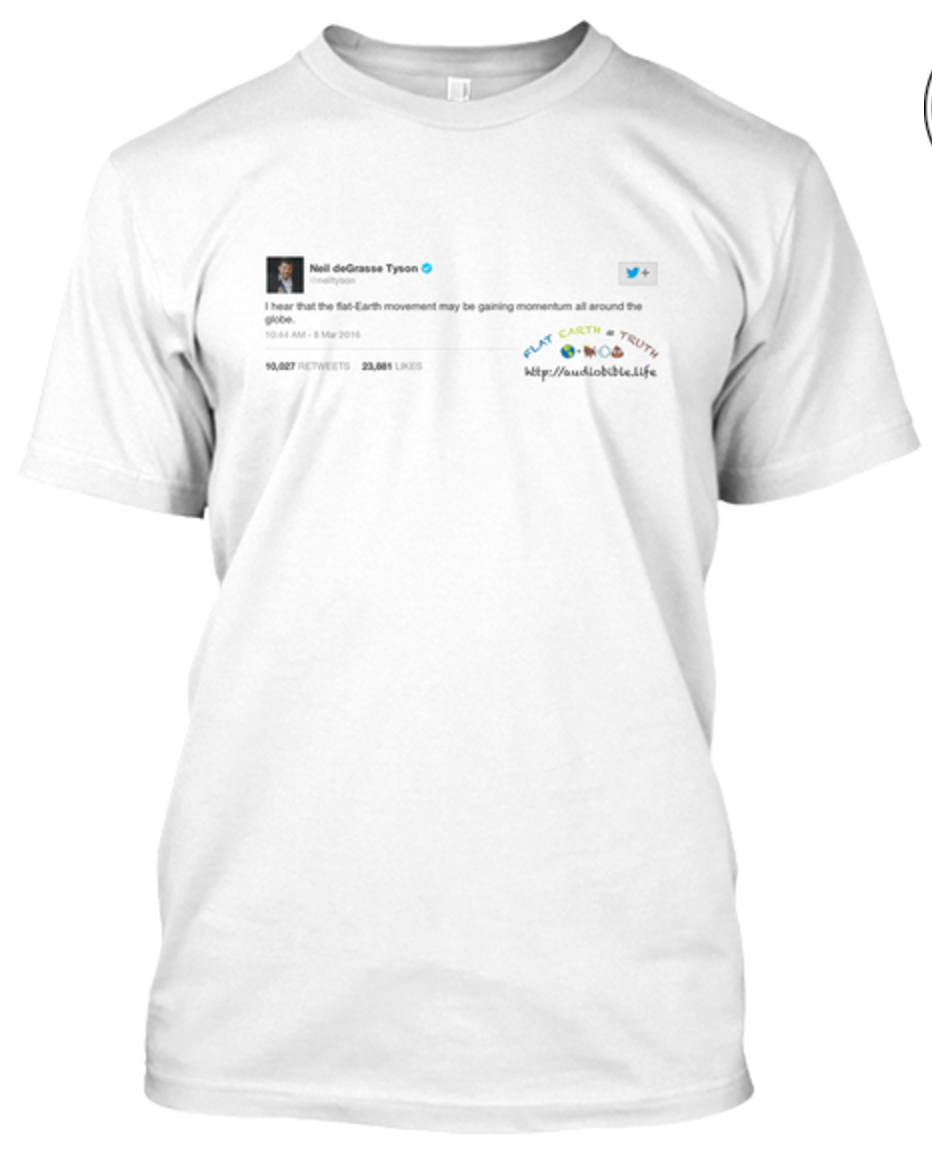 Neil deGrasse Tyson
@neiltyson
I hear that the flat-Earth movement may be gaining momentum all around the
globe.
10:44 AM - 8 Mar 2016
10,027 RETWEETS 23,881 LIKES
FLAT EARTH = TRUTH
http://audiobible.life